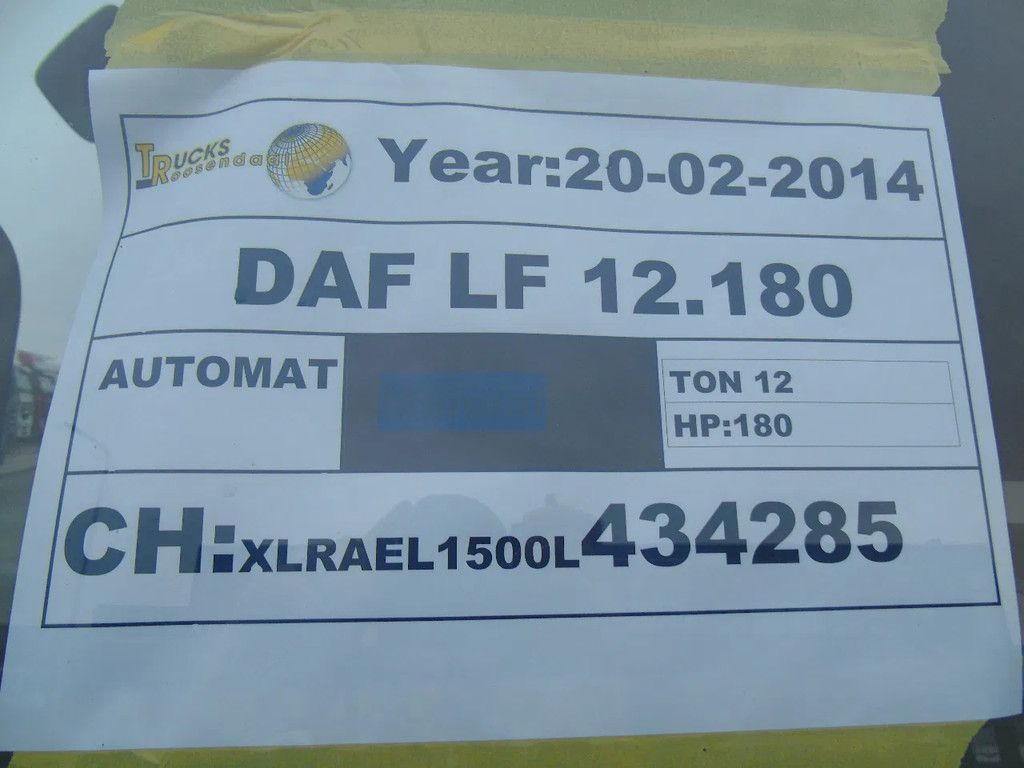 TRUCKS
Roosendaal
Year:20-02-2014
DAF LF 12.180
AUTOMAT
TON 12
HP:180
CH:XLRAEL1500L434285